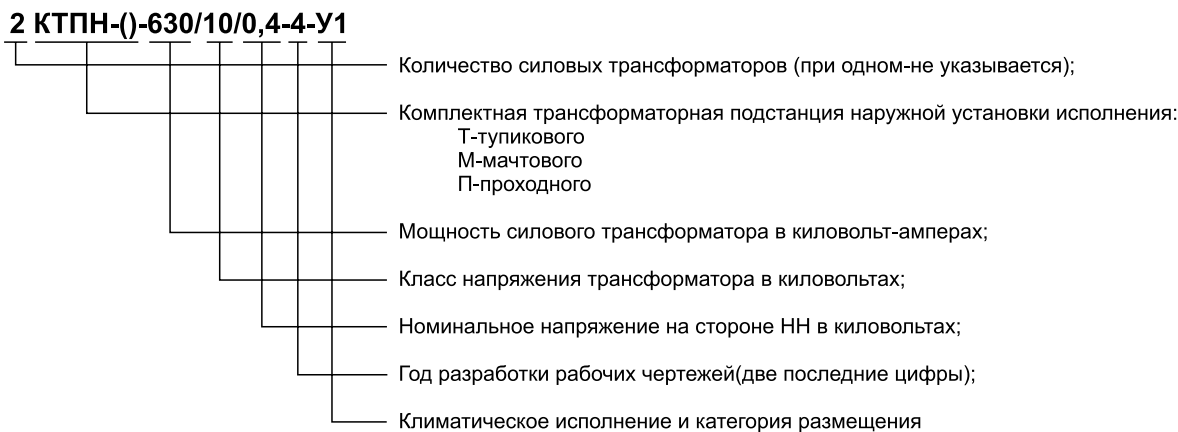 2 КТПН-()-630/10/0,4-4-У1
Количество силовых трансформаторов (при одном-не указывается);
Комплектная трансформаторная подстанция наружной установки исполнения:
Т-тупикового
М-мачтового
П-проходного
Мощность силового трансформатора в киловольт-амперах;
Класс напряжения трансформатора в киловольтах;
Номинальное напряжение на стороне НН в киловольтах;
Год разработки рабочих чертежей(две последние цифры);
Климатическое исполнение и категория размещения